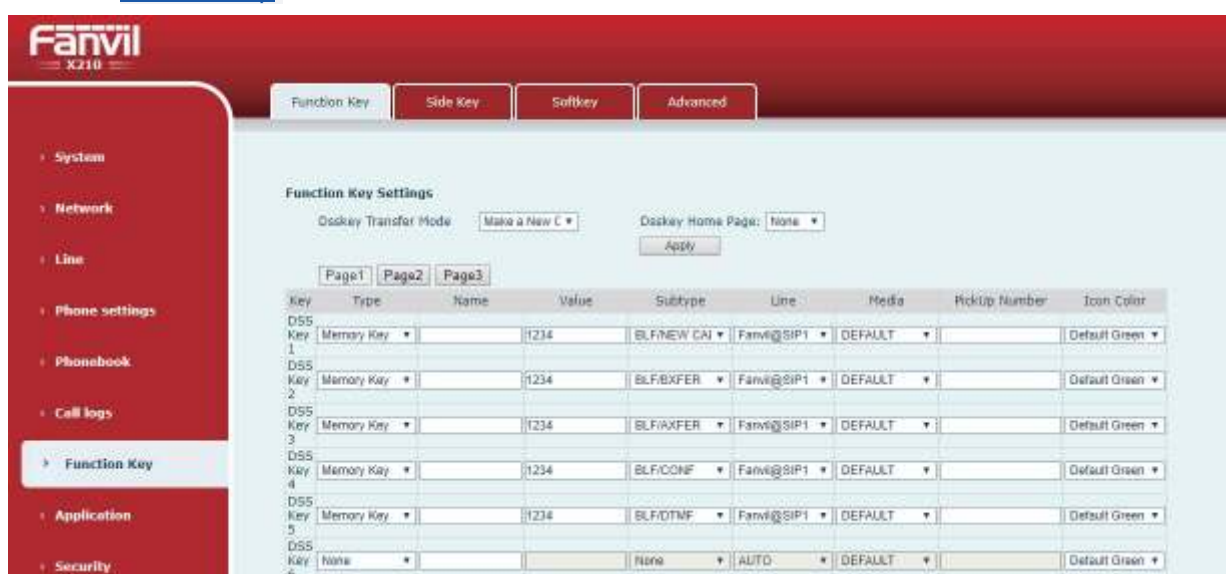 Fanvil
X210
Function Key Side Key Softkey Advanced
System
Network
Line
Phone settings
Phonebook
Call logs
Function Key
Application
Security
Function Key Settings
Dsskey Transfer Mode Make a New C Dsskey Home Page: None
Apply
Page1 Page2 Page3
Key Type Name Value Subtype Line Media PickUp Number Icon Color
DSS Key 1 Memory Key 1234 BLF/NEW CAI Fanvil@SIP1 DEFAULT Default Green
DSS Key 2 Memory Key 1234 BLF/BXFER Fanvil@SIP1 DEFAULT Default Green
DSS Key 3 Memory Key 1234 BLF/AXFER Fanvil@SIP1 DEFAULT Default Green
DSS Key 4 Memory Key 1234 BLF/CONF Fanvil@SIP1 DEFAULT Default Green
DSS Key 5 Memory Key 1234 BLF/DTMF Fanvil@SIP1 DEFAULT Default Green
DSS Key None None AUTO DEFAULT Default Green